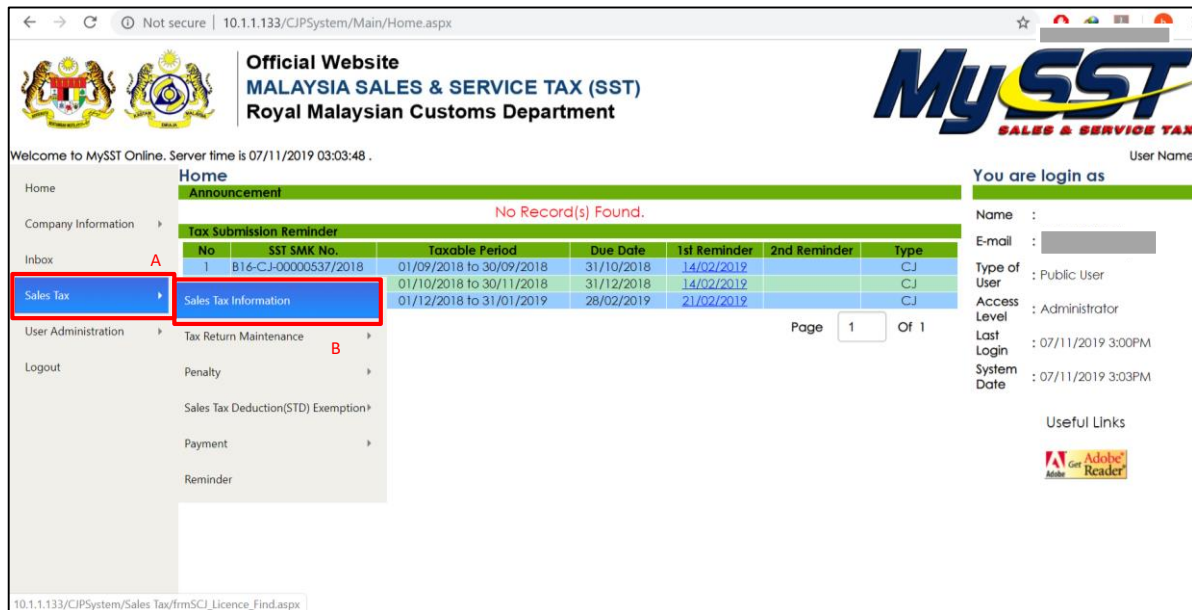 Not secure | 10.1.1.133/CJPSystem/Main/Home.aspx
Official Website
MALAYSIA SALES & SERVICE TAX (SST)
Royal Malaysian Customs Department
MySST
SALES & SERVICE TAX
Welcome to MySST Online. Server time is 07/11/2019 03:03:48 .
User Name
Home
Company Information
Inbox
A
Sales Tax
User Administration
Logout
Home
Announcement
No Record(s) Found.
Tax Submission Reminder
No SST SMK No. Taxable Period Due Date 1st Reminder 2nd Reminder Type
1 B16-CJ-00000537/2018 01/09/2018 to 30/09/2018 31/10/2018 14/02/2019 CJ
01/10/2018 to 30/11/2018 31/12/2018 14/02/2019 CJ
01/12/2018 to 31/01/2019 28/02/2019 21/02/2019 CJ
Page 1 Of 1
Sales Tax Information
Tax Return Maintenance
B
Penalty
Sales Tax Deduction(STD) Exemption
Payment
Reminder
You are login as
Name :
E-mail :
Type of User : Public User
Access Level : Administrator
Last Login : 07/11/2019 3:00PM
System Date : 07/11/2019 3:03PM
Useful Links
Adobe
Get Adobe Reader
10.1.1.133/CJPSystem/Sales Tax/frmSCJ_Licence_Find.aspx